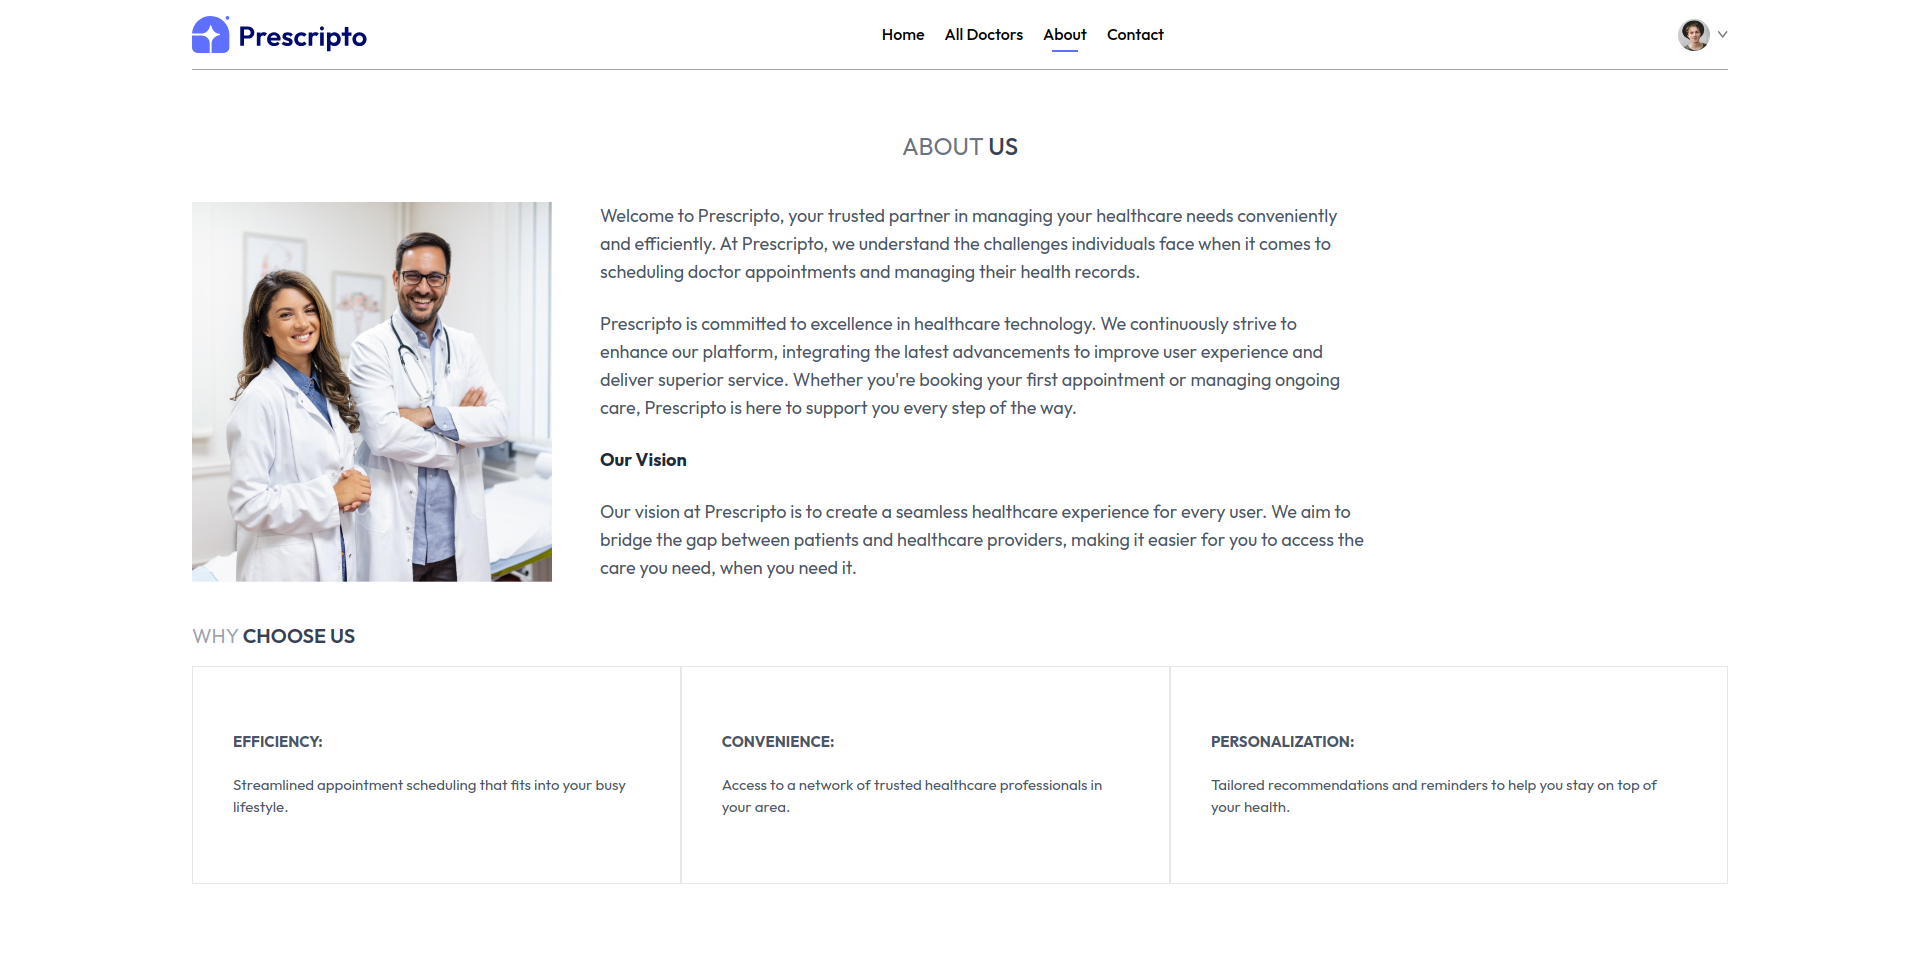 Prescripto
Home All Doctors About Contact
ABOUT US
Welcome to Prescripto, your trusted partner in managing your healthcare needs conveniently
and efficiently. At Prescripto, we understand the challenges individuals face when it comes to
scheduling doctor appointments and managing their health records.
Prescripto is committed to excellence in healthcare technology. We continuously strive to
enhance our platform, integrating the latest advancements to improve user experience and
deliver superior service. Whether you're booking your first appointment or managing ongoing
care, Prescripto is here to support you every step of the way.
Our Vision
Our vision at Prescripto is to create a seamless healthcare experience for every user. We aim to
bridge the gap between patients and healthcare providers, making it easier for you to access the
care you need, when you need it.
WHY CHOOSE US
EFFICIENCY:
Streamlined appointment scheduling that fits into your busy
lifestyle.
CONVENIENCE:
Access to a network of trusted healthcare professionals in
your area.
PERSONALIZATION:
Tailored recommendations and reminders to help you stay on top of
your health.